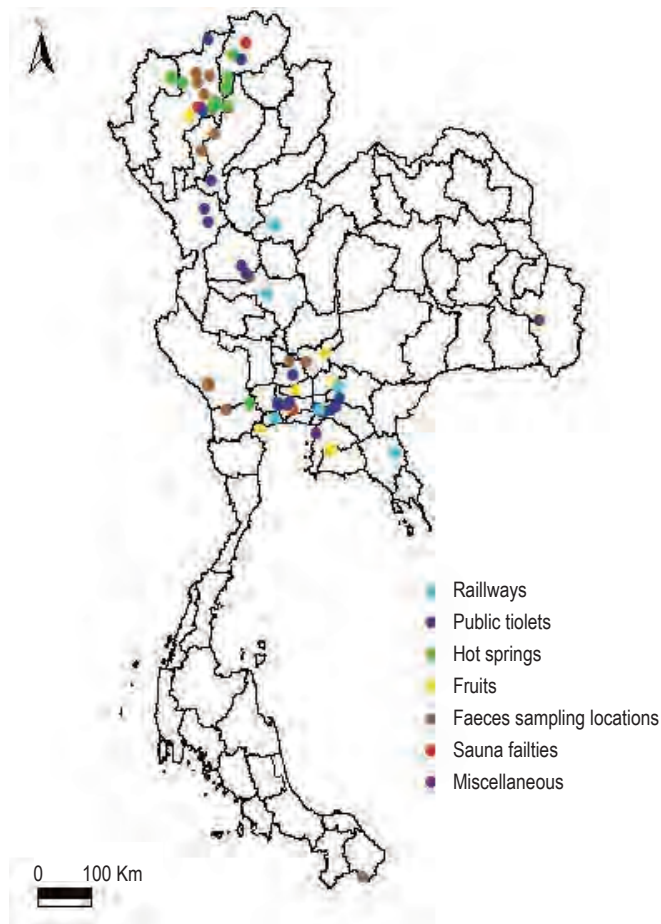 Raillways
Public tiolets
Hot springs
Fruits
Faeces sampling locations
Sauna failties
Miscellaneous
0 100 Km